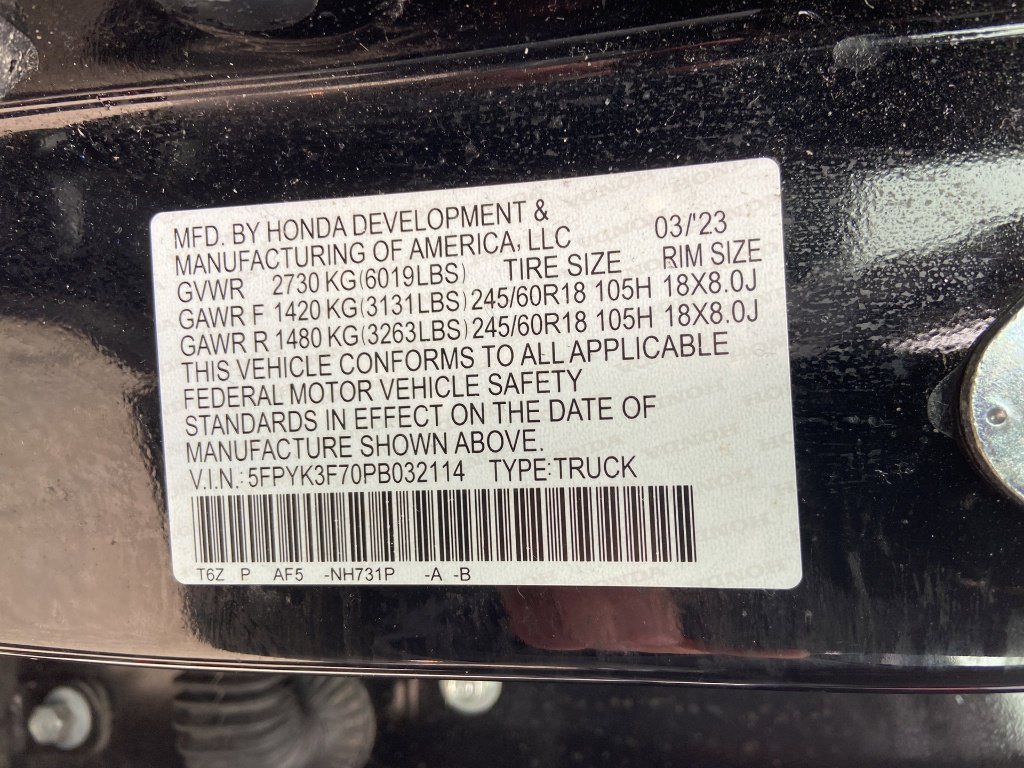 MFD. BY HONDA DEVELOPMENT &
MANUFACTURING OF AMERICA, LLC 03/'23
GVWR 2730 KG(6019LBS) TIRE SIZE RIM SIZE
GAWR F 1420 KG(3131LBS) 245/60R18 105H 18X8.0J
GAWR R 1480 KG(3263LBS) 245/60R18 105H 18X8.0J
THIS VEHICLE CONFORMS TO ALL APPLICABLE
FEDERAL MOTOR VEHICLE SAFETY
STANDARDS IN EFFECT ON THE DATE OF
MANUFACTURE SHOWN ABOVE.
V.I.N.: 5FPYK3F70PB032114 TYPE:TRUCK
T6Z P AF5 -NH731P -A -B